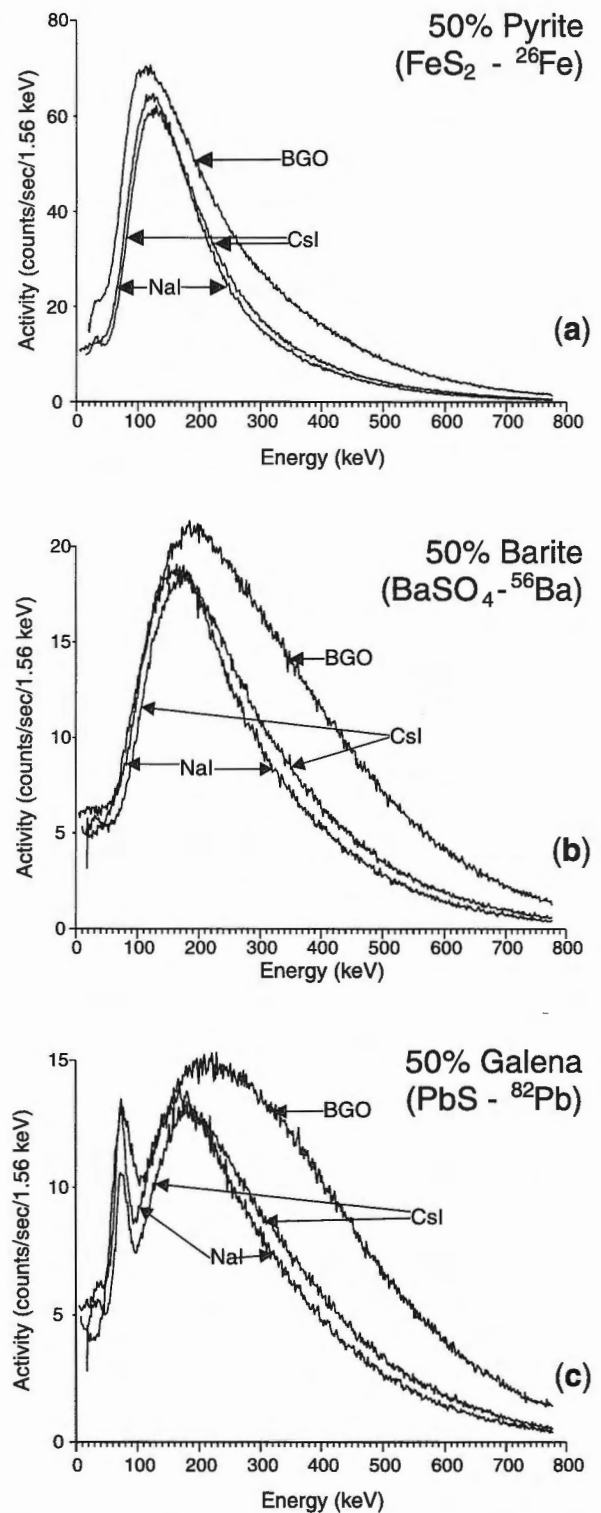 50% Pyrite
(FeS2 - 26Fe)
Activity (counts/sec/1.56 keV)
80
60
40
20
0
BGO
CsI
NaI
(a)
0 100 200 300 400 500 600 700 800
Energy (keV)
50% Barite
(BaSO4-56Ba)
Activity (counts/sec/1.56 keV)
20
15
10
5
0
BGO
CsI
NaI
(b)
0 100 200 300 400 500 600 700 800
Energy (keV)
50% Galena
(PbS - 82Pb)
Activity (counts/sec/1.56 keV)
15
10
5
0
BGO
CsI
NaI
(c)
0 100 200 300 400 500 600 700 800
Energy (keV)